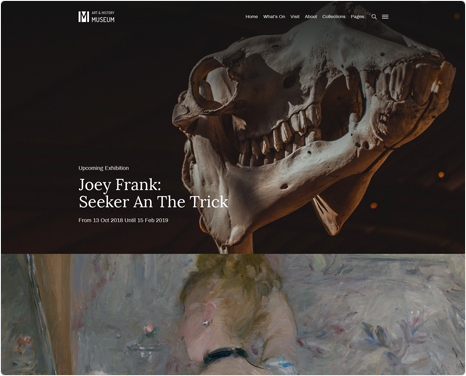 ART & HISTORY
MUSEUM
Home What's On Visit About Collections Pages
Upcoming Exhibition
Joey Frank:
Seeker An The Trick
From 13 Oct 2018 Until 15 Feb 2019